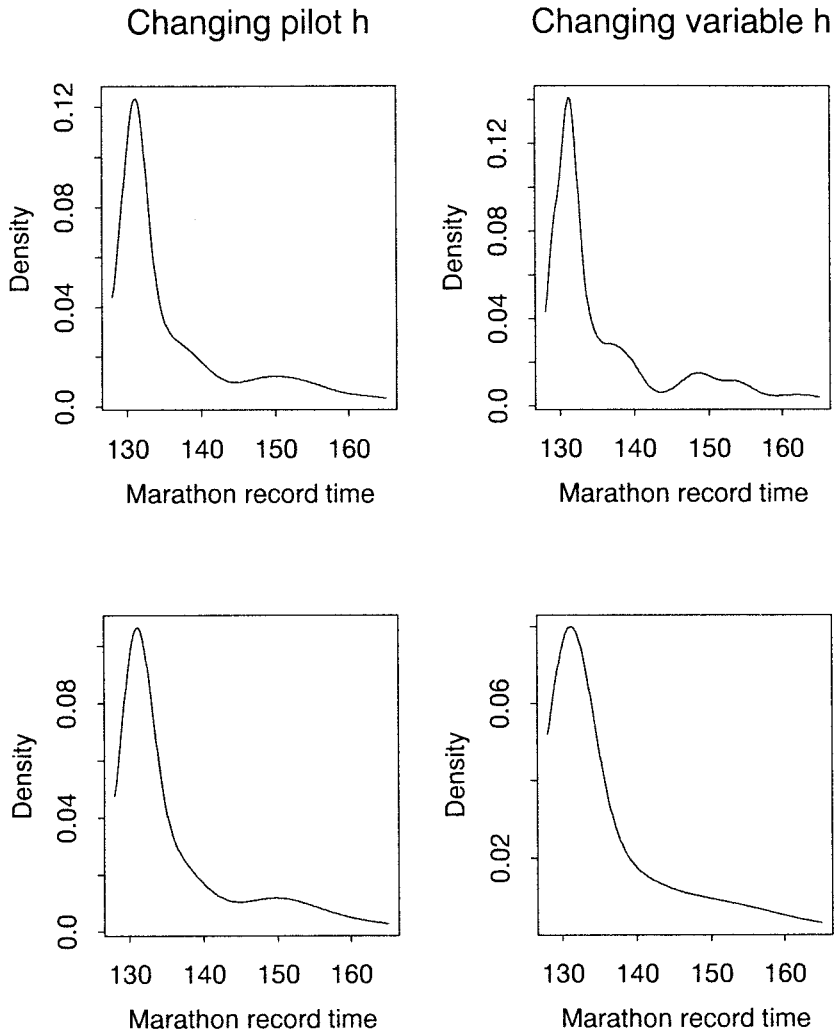 Changing pilot h
Changing variable h
Density
0.12
0.08
0.04
0.0
130 140 150 160
Marathon record time
Density
0.12
0.08
0.04
0.0
130 140 150 160
Marathon record time
Density
0.08
0.04
0.0
130 140 150 160
Marathon record time
Density
0.06
0.02
130 140 150 160
Marathon record time